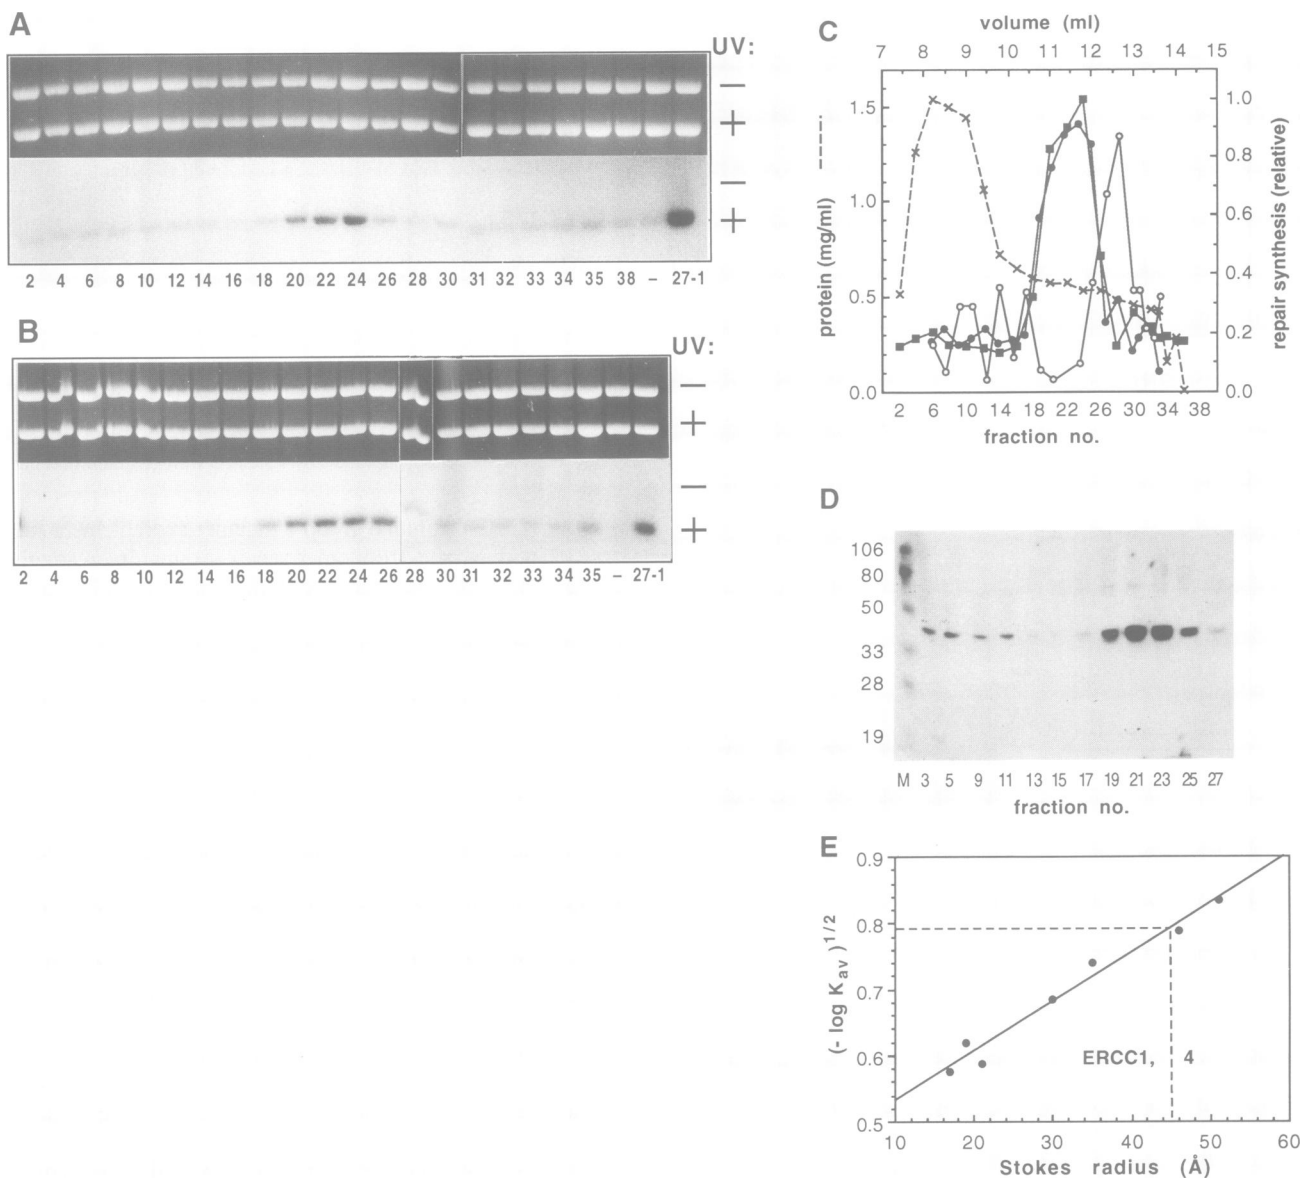 A
UV:
−
+
−
+
2 4 6 8 10 12 14 16 18 20 22 24 26 28 30 31 32 33 34 35 38 − 27-1
B
UV:
−
+
−
+
2 4 6 8 10 12 14 16 18 20 22 24 26 28 30 31 32 33 34 35 − 27-1
C
volume (ml)
7 8 9 10 11 12 13 14 15
protein (mg/ml)
1.5
1.0
0.5
0.0
1.0
0.8
0.6
0.4
0.2
0.0
repair synthesis (relative)
2 6 10 14 18 22 26 30 34 38
fraction no.
D
106
80
50
33
28
19
M 3 5 9 11 13 15 17 19 21 23 25 27
fraction no.
E
(- log Kav)1/2
0.9
0.8
0.7
0.6
0.5
ERCC1, 4
10 20 30 40 50 60
Stokes radius (Å)